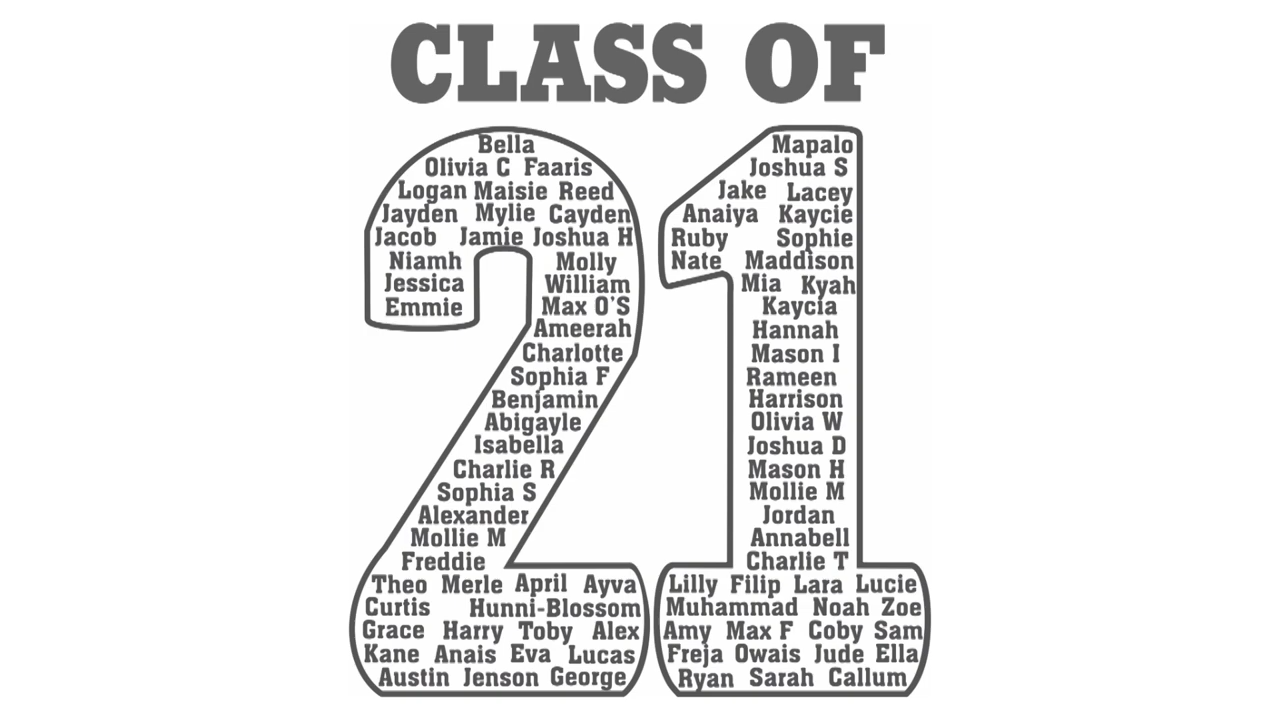 CLASS OF
Bella
Olivia C Faaris
Logan Maisie Reed
Jayden Mylie Cayden
Jacob Jamie Joshua H
Niamh Molly
Jessica William
Emmie Max O'S
Ameerah
Charlotte
Sophia F
Benjamin
Abigayle
Isabella
Charlie R
Sophia S
Alexander
Mollie M
Freddie
Theo Merle April Ayva
Curtis Hunni-Blossom
Grace Harry Toby Alex
Kane Anais Eva Lucas
Austin Jenson George
Mapalo
Joshua S
Jake Lacey
Anaiya Kaycie
Ruby Sophie
Nate Maddison
Mia Kyah
Kaycia
Hannah
Mason I
Rameen
Harrison
Olivia W
Joshua D
Mason H
Mollie M
Jordan
Annabell
Charlie T
Lilly Filip Lara Lucie
Muhammad Noah Zoe
Amy Max F Coby Sam
Freja Owais Jude Ella
Ryan Sarah Callum